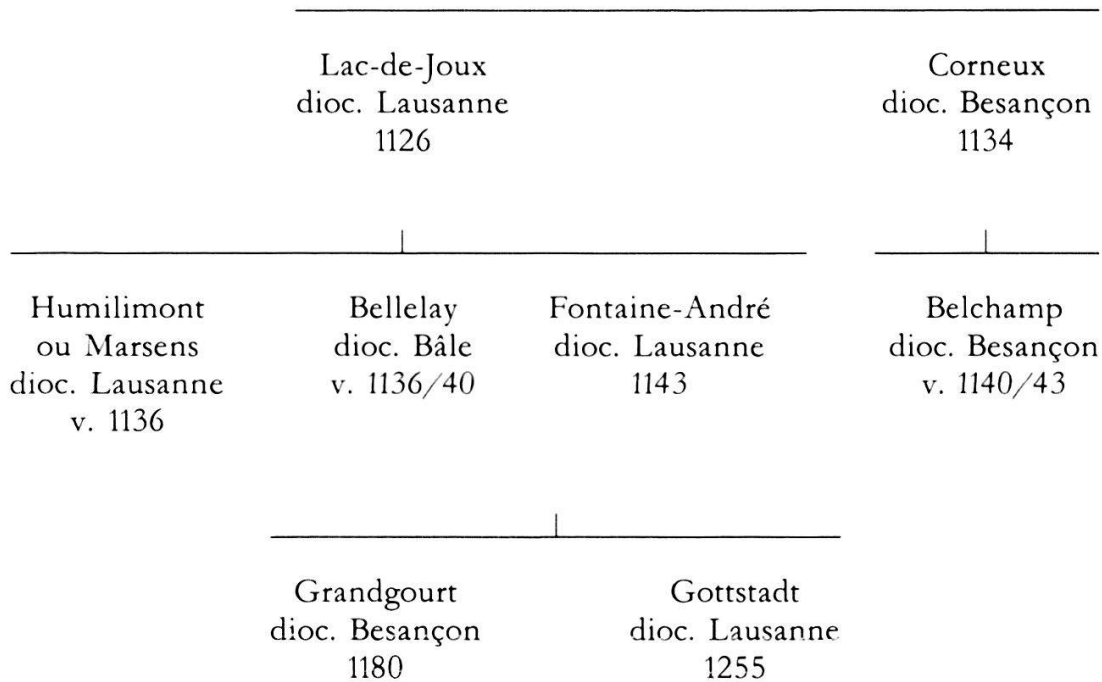 Lac-de-Joux
dioc. Lausanne
1126
Corneux
dioc. Besançon
1134
Humilimont
ou Marsens
dioc. Lausanne
v. 1136
Bellelay
dioc. Bâle
v. 1136/40
Fontaine-André
dioc. Lausanne
1143
Belchamp
dioc. Besançon
v. 1140/43
Grandgourt
dioc. Besançon
1180
Gottstadt
dioc. Lausanne
1255